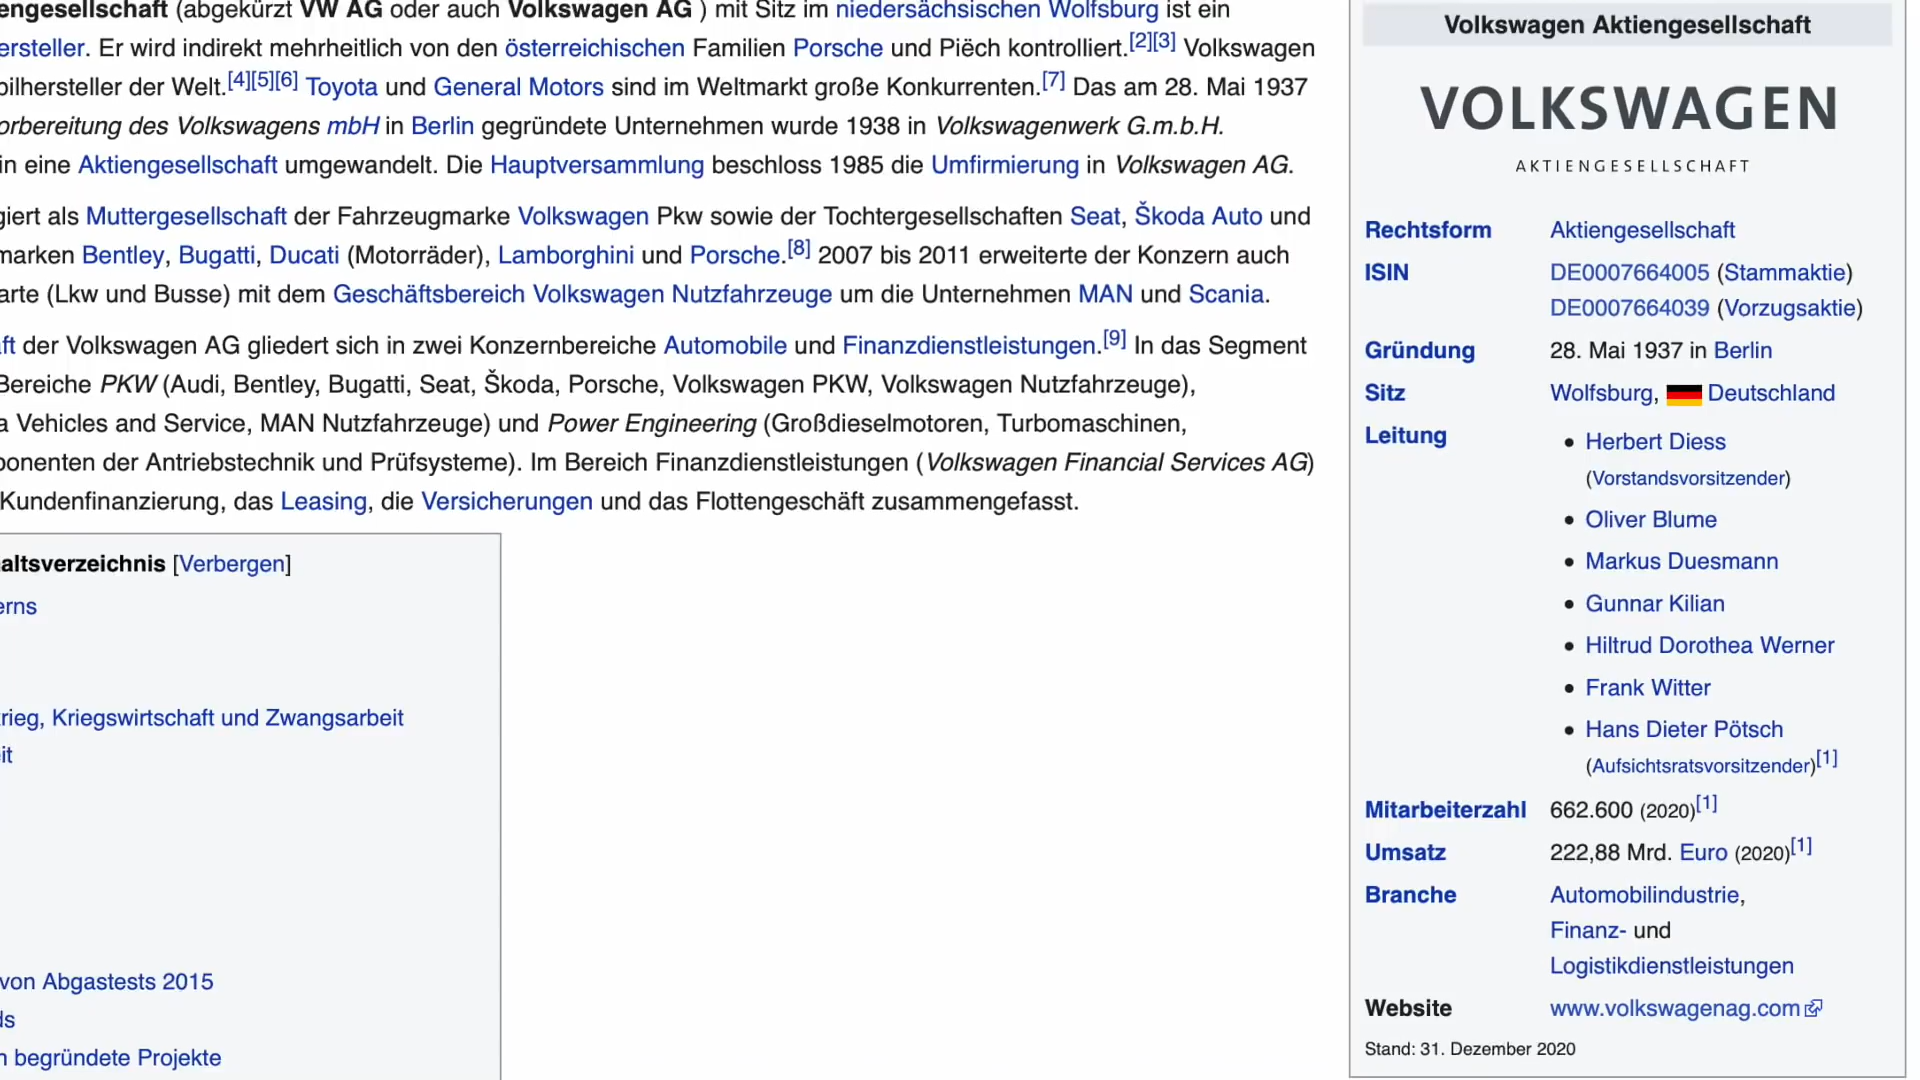 engesellschaft (abgekürzt VW AG oder auch Volkswagen AG ) mit Sitz im niedersächsischen Wolfsburg ist ein
ersteller. Er wird indirekt mehrheitlich von den österreichischen Familien Porsche und Piëch kontrolliert.[2][3] Volkswagen
bilhersteller der Welt.[4][5][6] Toyota und General Motors sind im Weltmarkt große Konkurrenten.[7] Das am 28. Mai 1937
orbereitung des Volkswagens mbH in Berlin gegründete Unternehmen wurde 1938 in Volkswagenwerk G.m.b.H.
in eine Aktiengesellschaft umgewandelt. Die Hauptversammlung beschloss 1985 die Umfirmierung in Volkswagen AG.
giert als Muttergesellschaft der Fahrzeugmarke Volkswagen Pkw sowie der Tochtergesellschaften Seat, Škoda Auto und
marken Bentley, Bugatti, Ducati (Motorräder), Lamborghini und Porsche.[8] 2007 bis 2011 erweiterte der Konzern auch
arte (Lkw und Busse) mit dem Geschäftsbereich Volkswagen Nutzfahrzeuge um die Unternehmen MAN und Scania.
ft der Volkswagen AG gliedert sich in zwei Konzernbereiche Automobile und Finanzdienstleistungen.[9] In das Segment
Bereiche PKW (Audi, Bentley, Bugatti, Seat, Škoda, Porsche, Volkswagen PKW, Volkswagen Nutzfahrzeuge),
a Vehicles and Service, MAN Nutzfahrzeuge) und Power Engineering (Großdieselmotoren, Turbomaschinen,
ponenten der Antriebstechnik und Prüfsysteme). Im Bereich Finanzdienstleistungen (Volkswagen Financial Services AG)
Kundenfinanzierung, das Leasing, die Versicherungen und das Flottengeschäft zusammengefasst.
altsverzeichnis [Verbergen]
erns
rieg, Kriegswirtschaft und Zwangsarbeit
it
von Abgastests 2015
ds
n begründete Projekte
Volkswagen Aktiengesellschaft
VOLKSWAGEN
AKTIENGESELLSCHAFT
Rechtsform Aktiengesellschaft
ISIN DE0007664005 (Stammaktie)
DE0007664039 (Vorzugsaktie)
Gründung 28. Mai 1937 in Berlin
Sitz Wolfsburg, Deutschland
Leitung
• Herbert Diess
(Vorstandsvorsitzender)
• Oliver Blume
• Markus Duesmann
• Gunnar Kilian
• Hiltrud Dorothea Werner
• Frank Witter
• Hans Dieter Pötsch
(Aufsichtsratsvorsitzender)[1]
Mitarbeiterzahl 662.600 (2020)[1]
Umsatz 222,88 Mrd. Euro (2020)[1]
Branche Automobilindustrie,
Finanz- und
Logistikdienstleistungen
Website www.volkswagenag.com
Stand: 31. Dezember 2020